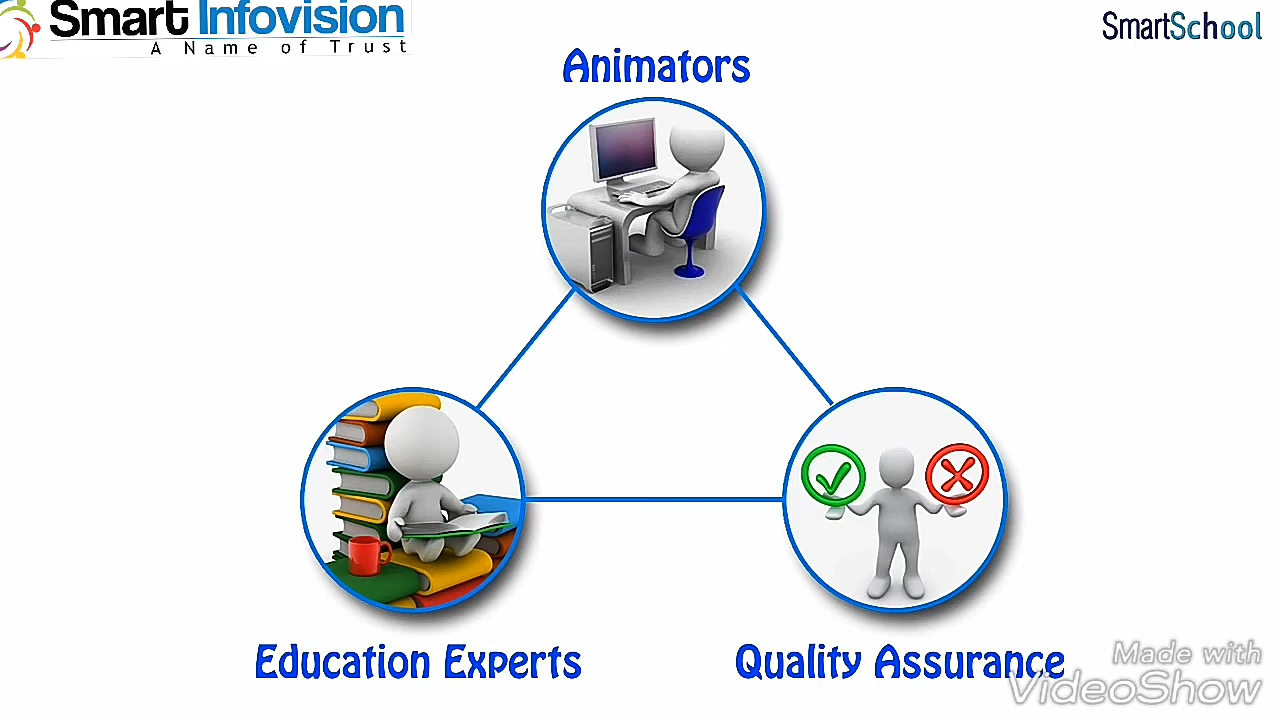 Smart Infovision
A Name of Trust
SmartSchool
Animators
Education Experts
Quality Assurance
Made with
VideoShow